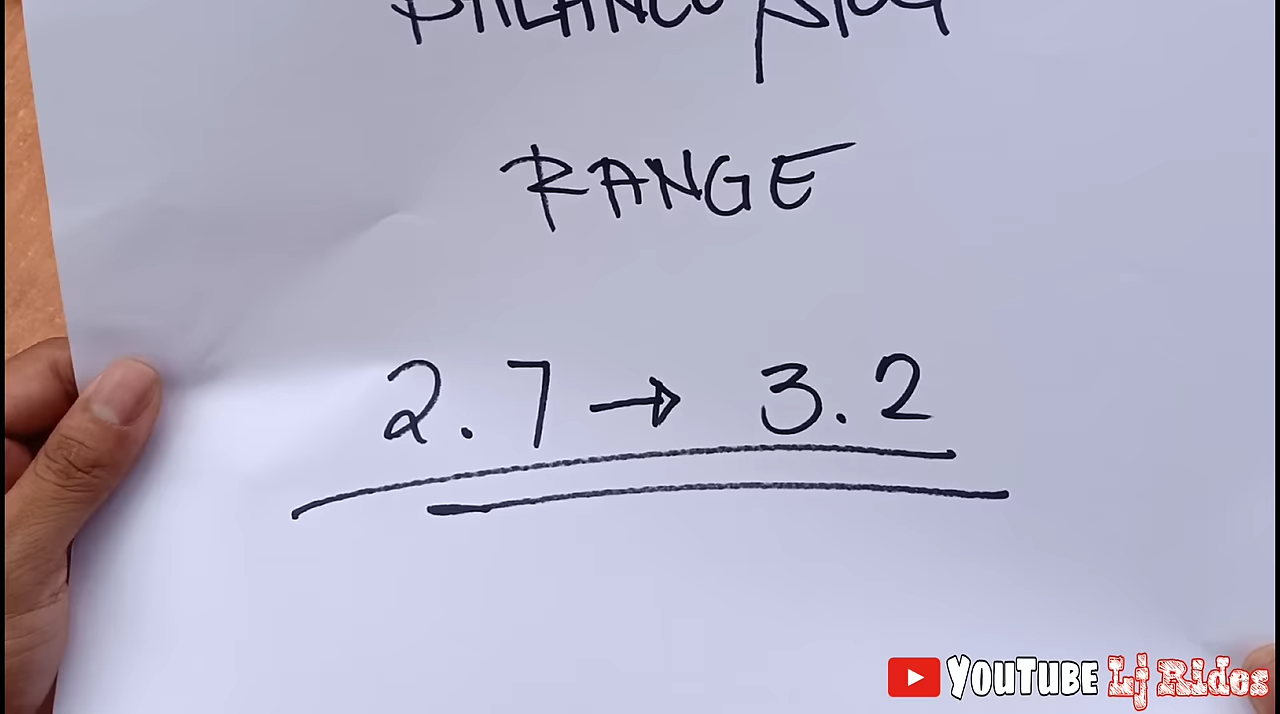 RANGE
2.7 → 3.2
YOUTUBE Lj Rides